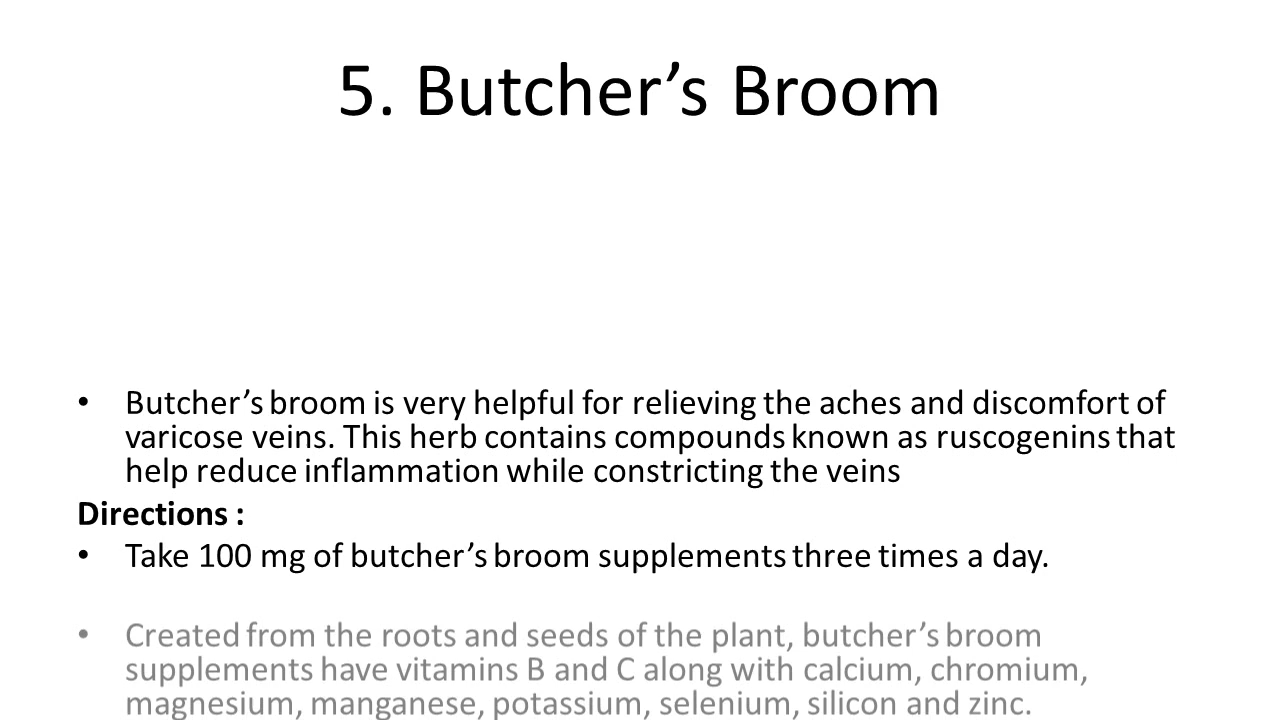 5. Butcher’s Broom
• Butcher’s broom is very helpful for relieving the aches and discomfort of
varicose veins. This herb contains compounds known as ruscogenins that
help reduce inflammation while constricting the veins
Directions :
• Take 100 mg of butcher’s broom supplements three times a day.
• Created from the roots and seeds of the plant, butcher’s broom
supplements have vitamins B and C along with calcium, chromium,
magnesium, manganese, potassium, selenium, silicon and zinc.